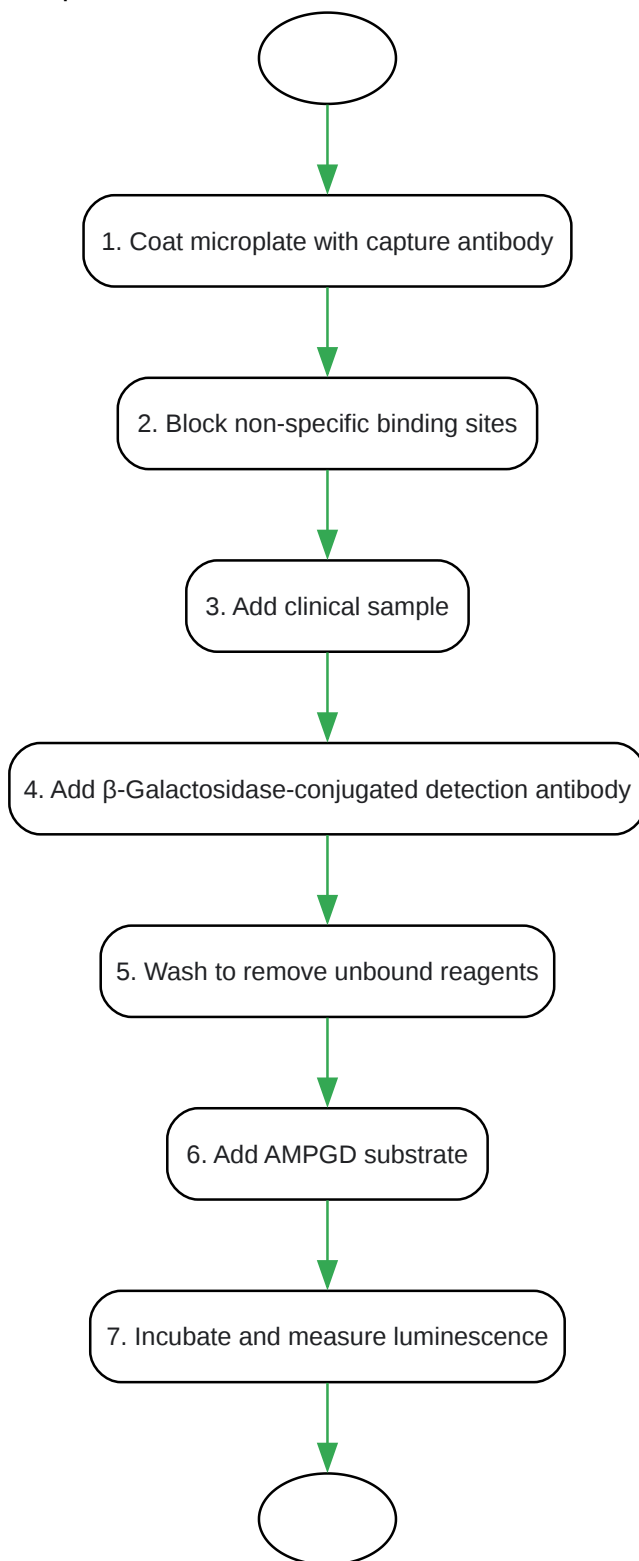 1. Coat microplate with capture antibody
2. Block non-specific binding sites
3. Add clinical sample
4. Add β-Galactosidase-conjugated detection antibody
5. Wash to remove unbound reagents
6. Add AMPGD substrate
7. Incubate and measure luminescence